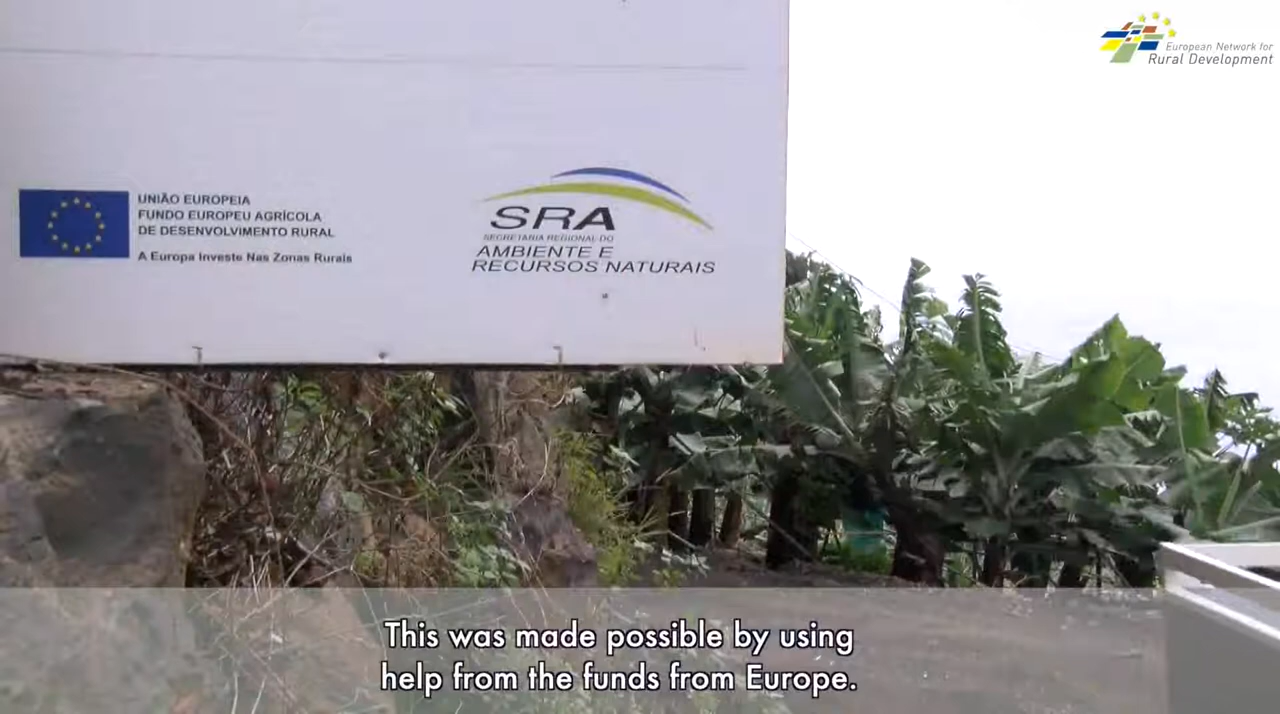 European Network for
Rural Development
UNIÃO EUROPEIA
FUNDO EUROPEU AGRÍCOLA
DE DESENVOLVIMENTO RURAL
A Europa Investe Nas Zonas Rurais
SRA
SECRETARIA REGIONAL DO
AMBIENTE E
RECURSOS NATURAIS
This was made possible by using
help from the funds from Europe.